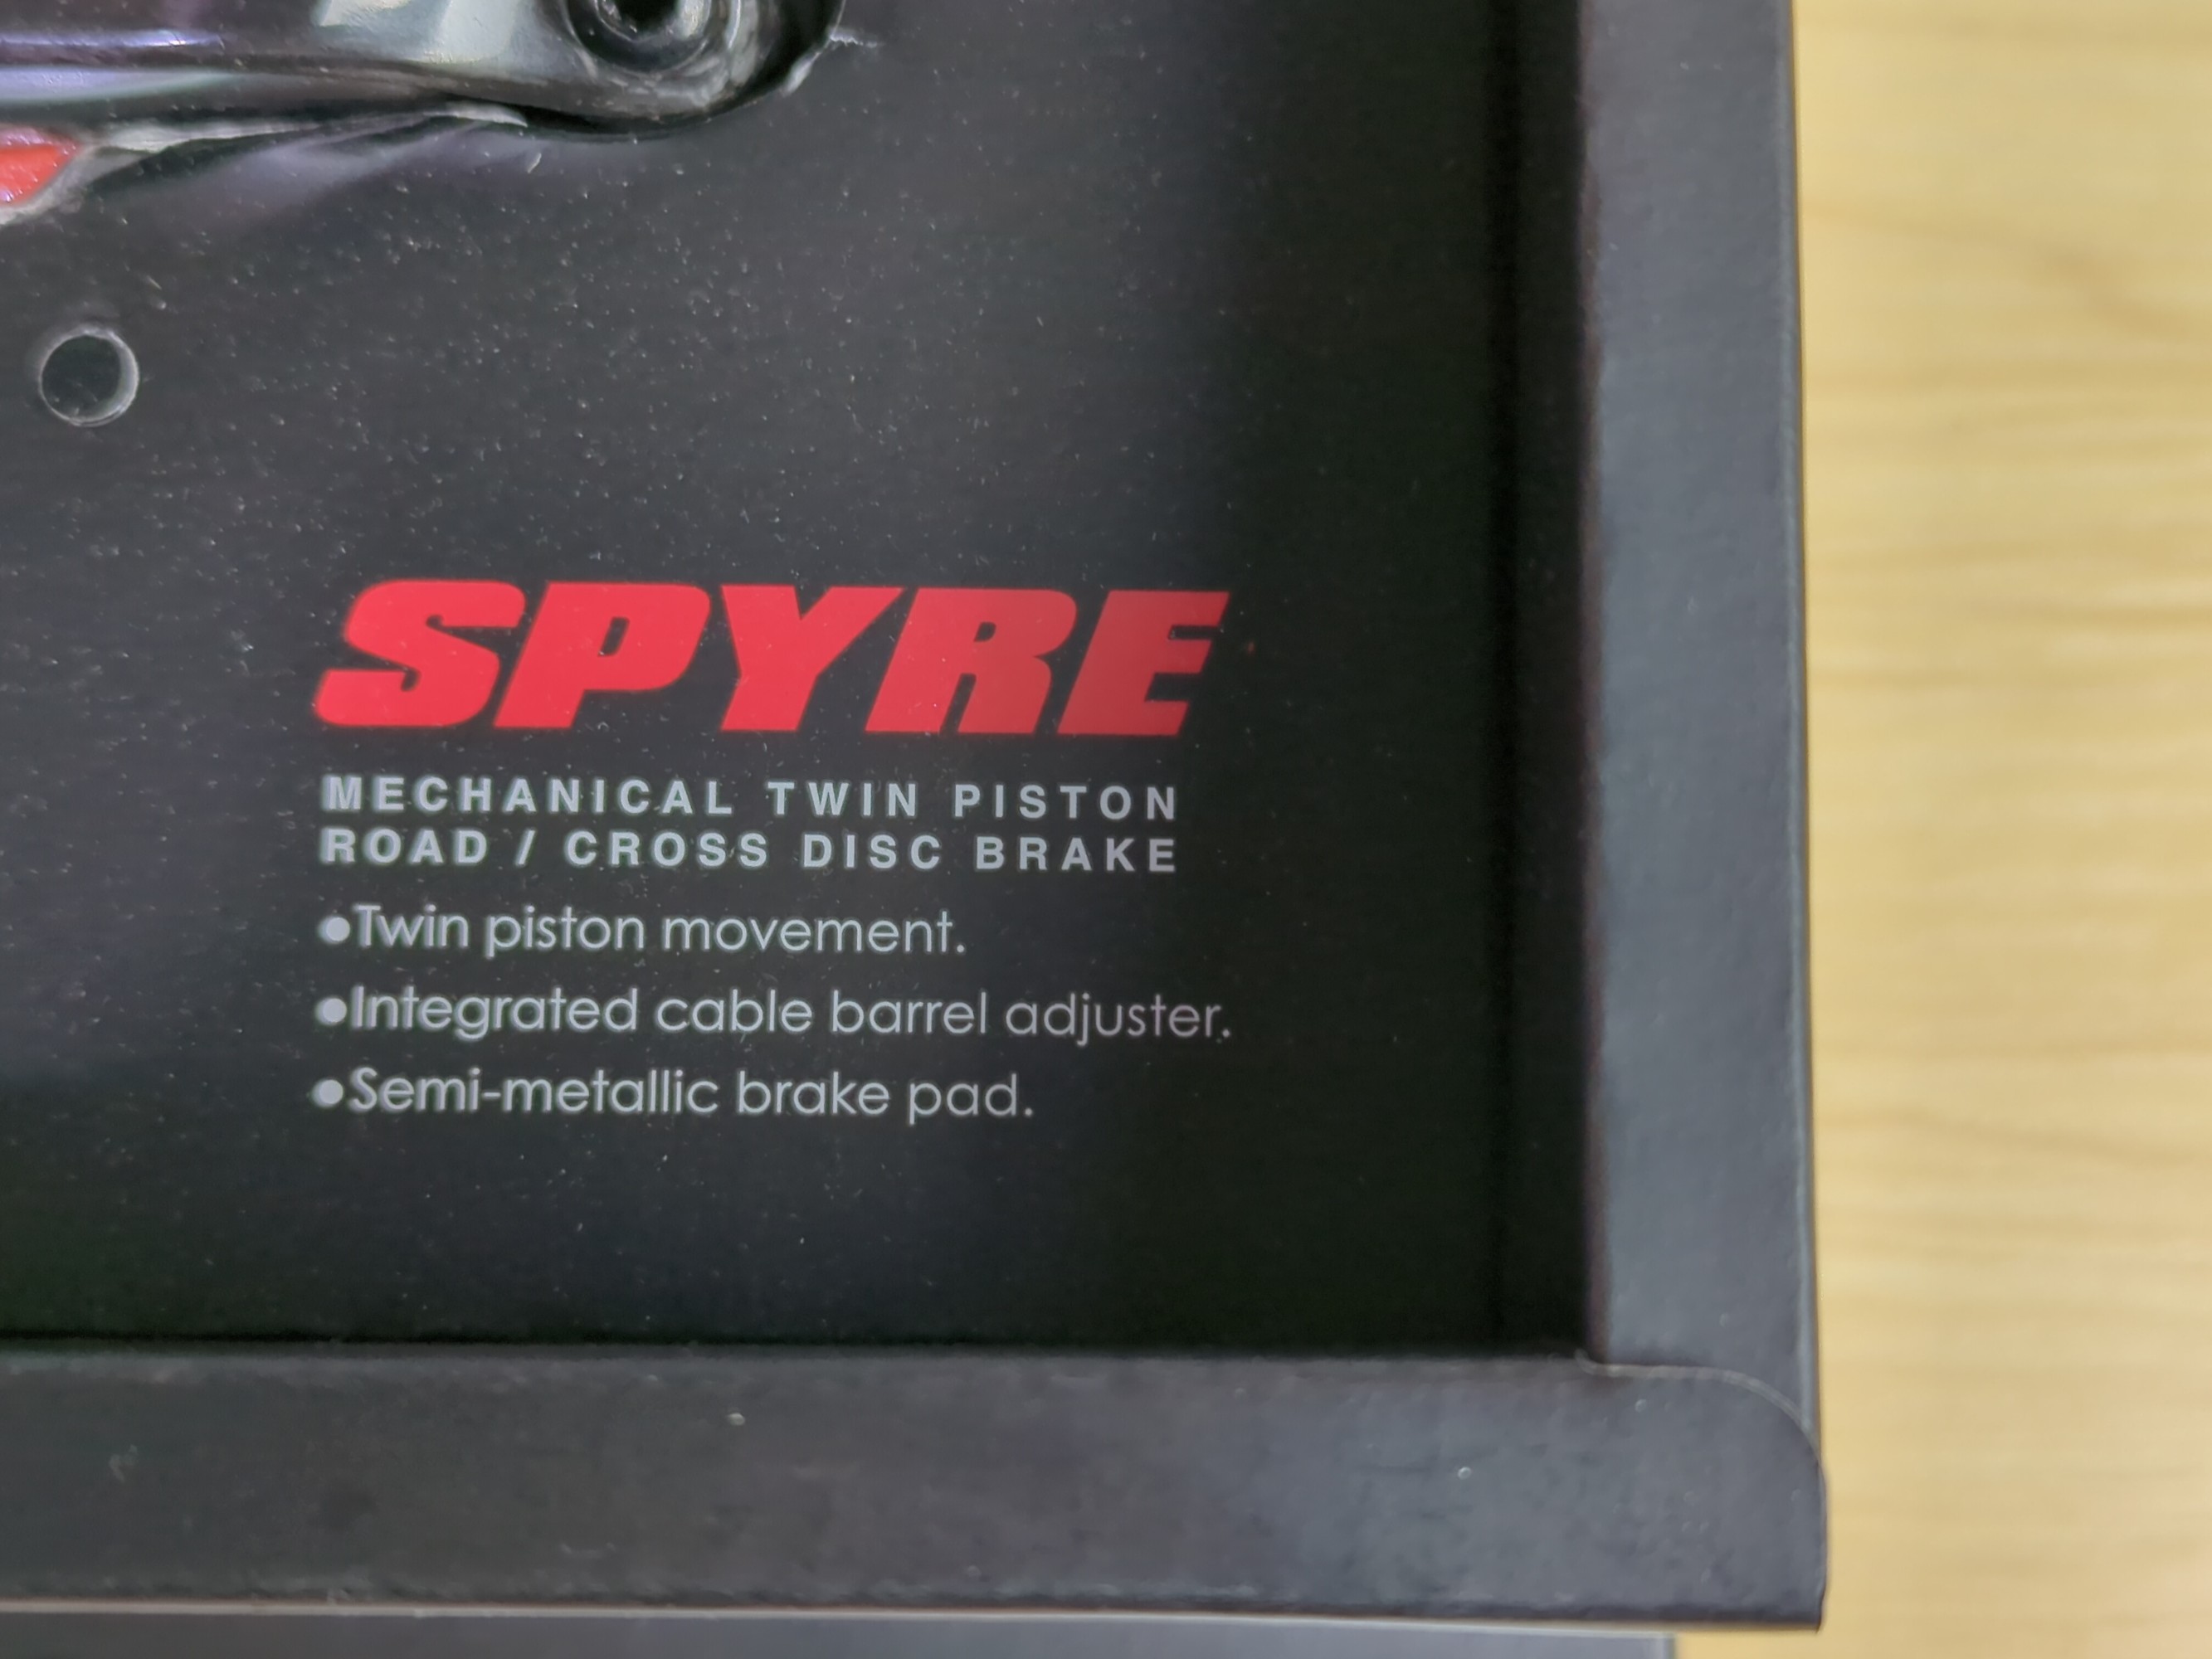 SPYRE
MECHANICAL TWIN PISTON
ROAD / CROSS DISC BRAKE
●Twin piston movement.
●Integrated cable barrel adjuster.
●Semi-metallic brake pad.